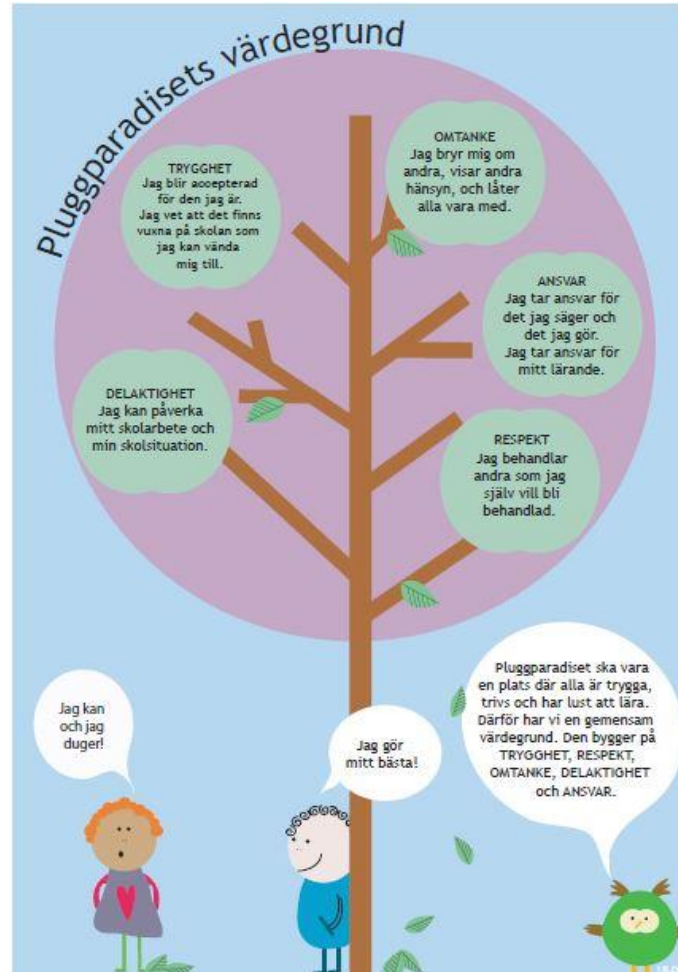 Pluggparadisets värdegrund
TRYGGHET
Jag blir accepterad
för den jag är.
Jag vet att det finns
vuxna på skolan som
jag kan vända
mig till.
OMTANKE
Jag bryr mig om
andra, visar andra
hänsyn, och låter
alla vara med.
ANSVAR
Jag tar ansvar för
det jag säger och
det jag gör.
Jag tar ansvar för
mitt lärande.
DELAKTIGHET
Jag kan påverka
mitt skolarbete och
min skolsituation.
RESPEKT
Jag behandlar
andra som jag
själv vill bli
behandlad.
Jag kan
och jag
duger!
Jag gör
mitt bästa!
Pluggparadiset ska vara
en plats där alla är trygga,
trivs och har lust att lära.
Därför har vi en gemensam
värdegrund. Den bygger på
TRYGGHET, RESPEKT,
OMTANKE, DELAKTIGHET
och ANSVAR.